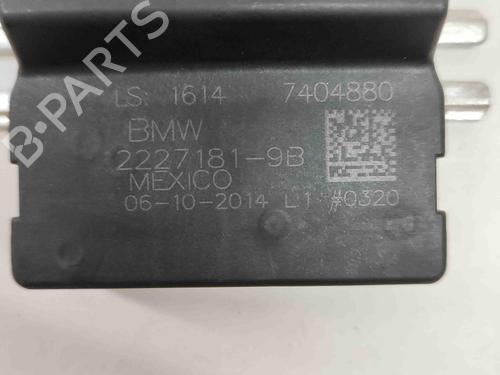 LS: 1614 7404880
BMW
2227181-9B
MEXICO
06-10-2014 L1 #0320
B-PARTS